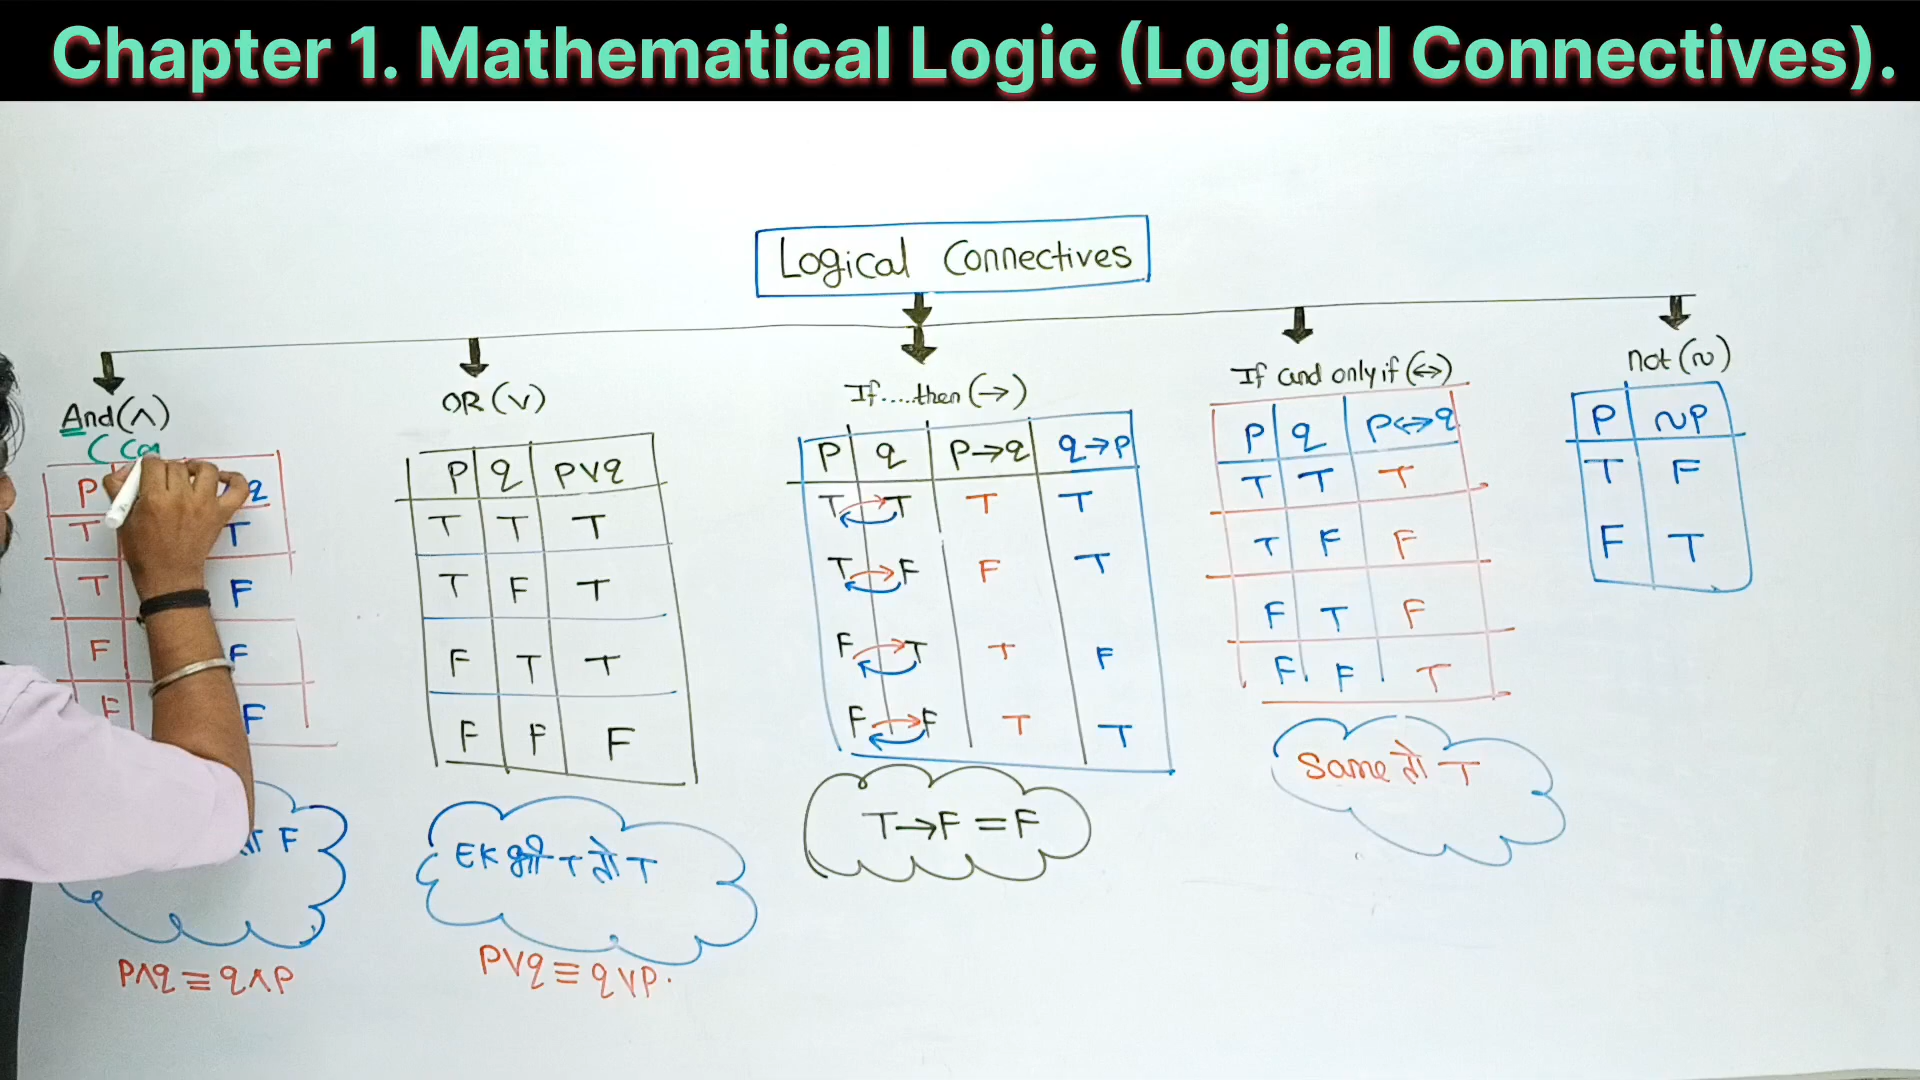 Chapter 1. Mathematical Logic (Logical Connectives).
Logical Connectives
And (∧)
P
T T
T F
F F
F F
F
P∧q ≡ q∧P
OR (∨)
P q P∨q
T T T
T F T
F T T
F F F
EK भी T तो T
P∨q ≡ q∨P.
If.....then (→)
P q P→q q→P
T T T T
T F F T
F T T F
F F T T
T→F = F
If and only if (↔)
P q P↔q
T T T
T F F
F T F
F F T
Same तो T
not (~)
P ~P
T F
F T